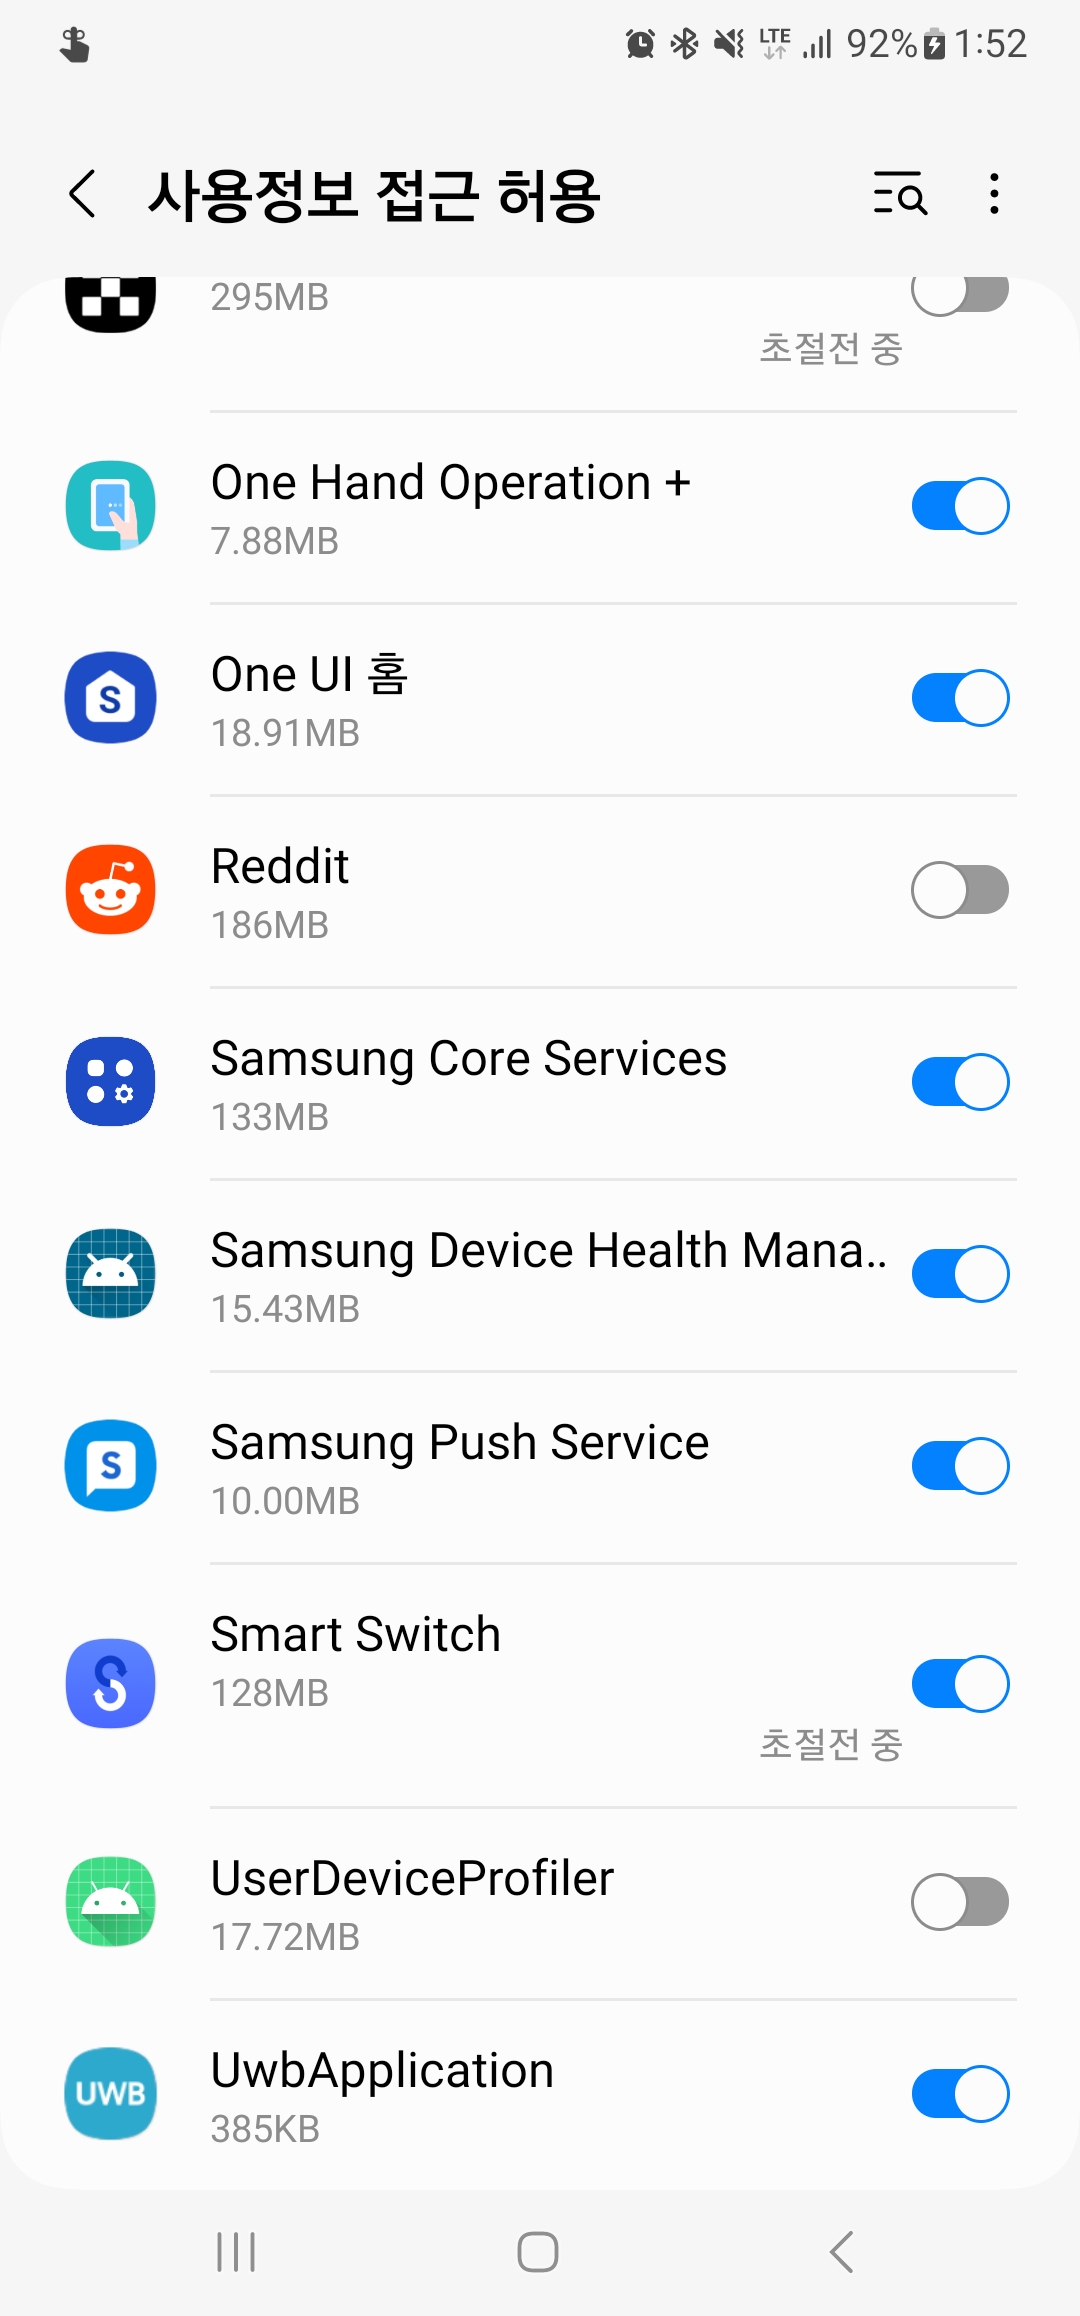 LTE 92% 1:52
사용정보 접근 허용
295MB
초절전 중
One Hand Operation +
7.88MB
One UI 홈
18.91MB
Reddit
186MB
Samsung Core Services
133MB
Samsung Device Health Mana..
15.43MB
Samsung Push Service
10.00MB
Smart Switch
128MB
초절전 중
UserDeviceProfiler
17.72MB
UWB
UwbApplication
385KB